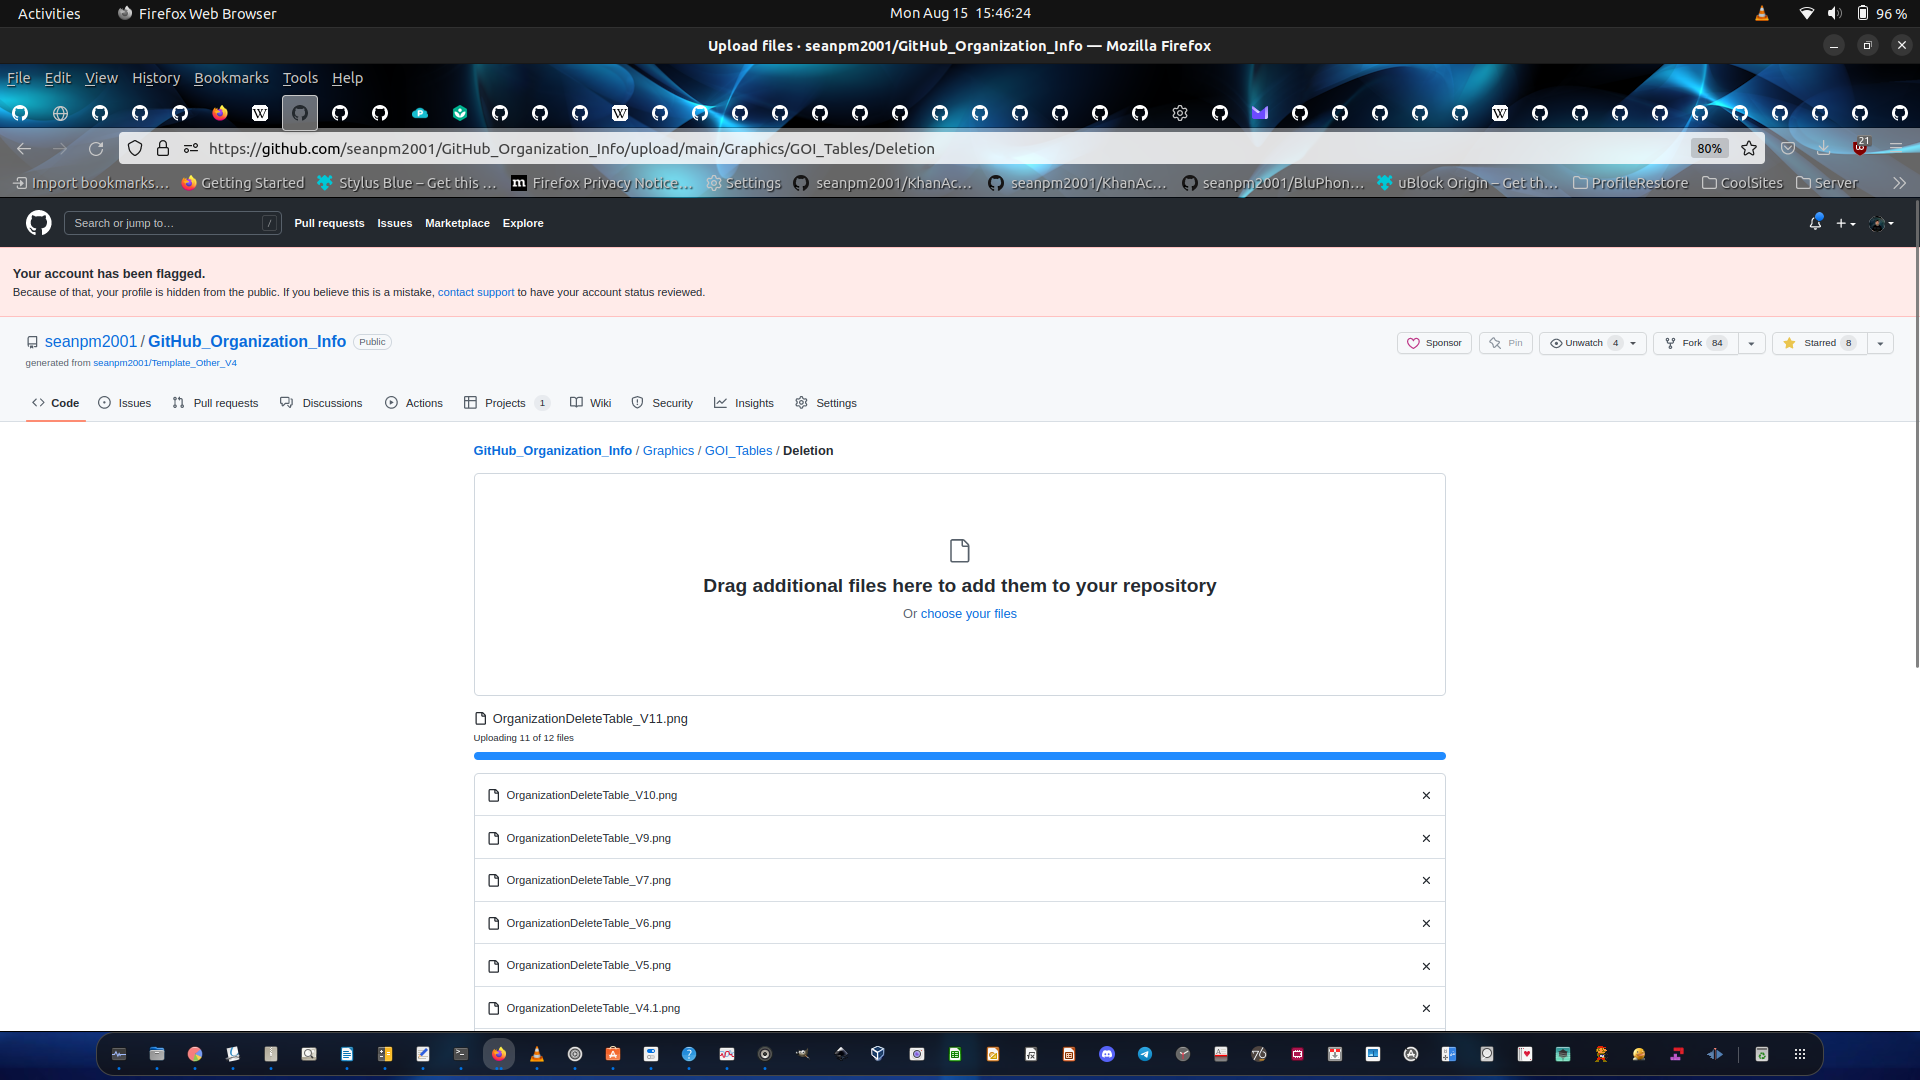 Activities Firefox Web Browser Mon Aug 15 15:46:24 96 %
Upload files · seanpm2001/GitHub_Organization_Info — Mozilla Firefox
File Edit View History Bookmarks Tools Help
https://github.com/seanpm2001/GitHub_Organization_Info/upload/main/Graphics/GOI_Tables/Deletion 80% 21
Import bookmarks… Getting Started Stylus Blue – Get this … Firefox Privacy Notice… Settings seanpm2001/KhanAc… seanpm2001/KhanAc… seanpm2001/BluPhon… uBlock Origin – Get th… ProfileRestore CoolSites Server
Search or jump to… / Pull requests Issues Marketplace Explore
Your account has been flagged.
Because of that, your profile is hidden from the public. If you believe this is a mistake, contact support to have your account status reviewed.
seanpm2001 / GitHub_Organization_Info Public Sponsor Pin Unwatch 4 Fork 84 Starred 8
generated from seanpm2001/Template_Other_V4
Code Issues Pull requests Discussions Actions Projects 1 Wiki Security Insights Settings
GitHub_Organization_Info / Graphics / GOI_Tables / Deletion
Drag additional files here to add them to your repository
Or choose your files
OrganizationDeleteTable_V11.png
Uploading 11 of 12 files
OrganizationDeleteTable_V10.png
OrganizationDeleteTable_V9.png
OrganizationDeleteTable_V7.png
OrganizationDeleteTable_V6.png
OrganizationDeleteTable_V5.png
OrganizationDeleteTable_V4.1.png